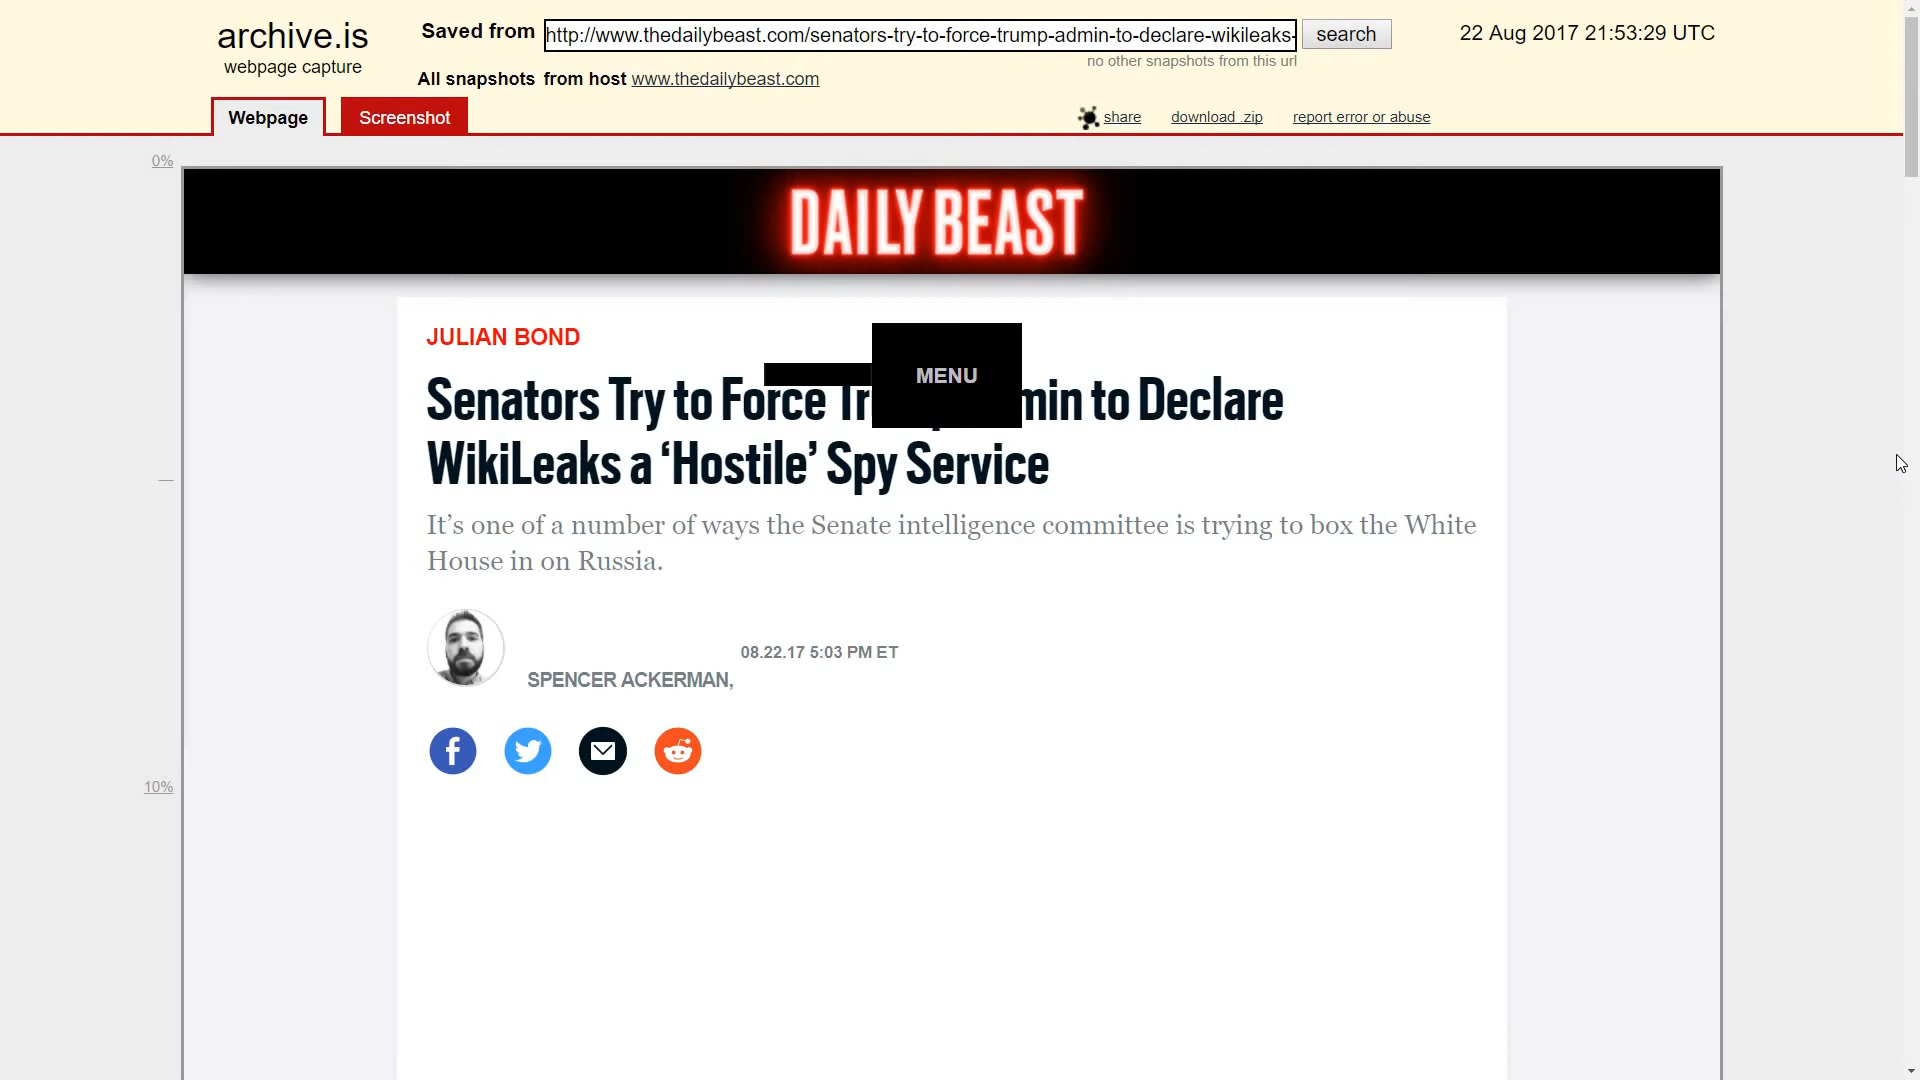 archive.is
webpage capture
Saved from http://www.thedailybeast.com/senators-try-to-force-trump-admin-to-declare-wikileaks- search
22 Aug 2017 21:53:29 UTC
no other snapshots from this url
All snapshots from host www.thedailybeast.com
Webpage Screenshot
share download .zip report error or abuse
0%
DAILY BEAST
JULIAN BOND
MENU
Senators Try to Force Tr min to Declare
WikiLeaks a ‘Hostile’ Spy Service
It’s one of a number of ways the Senate intelligence committee is trying to box the White
House in on Russia.
08.22.17 5:03 PM ET
SPENCER ACKERMAN,
10%